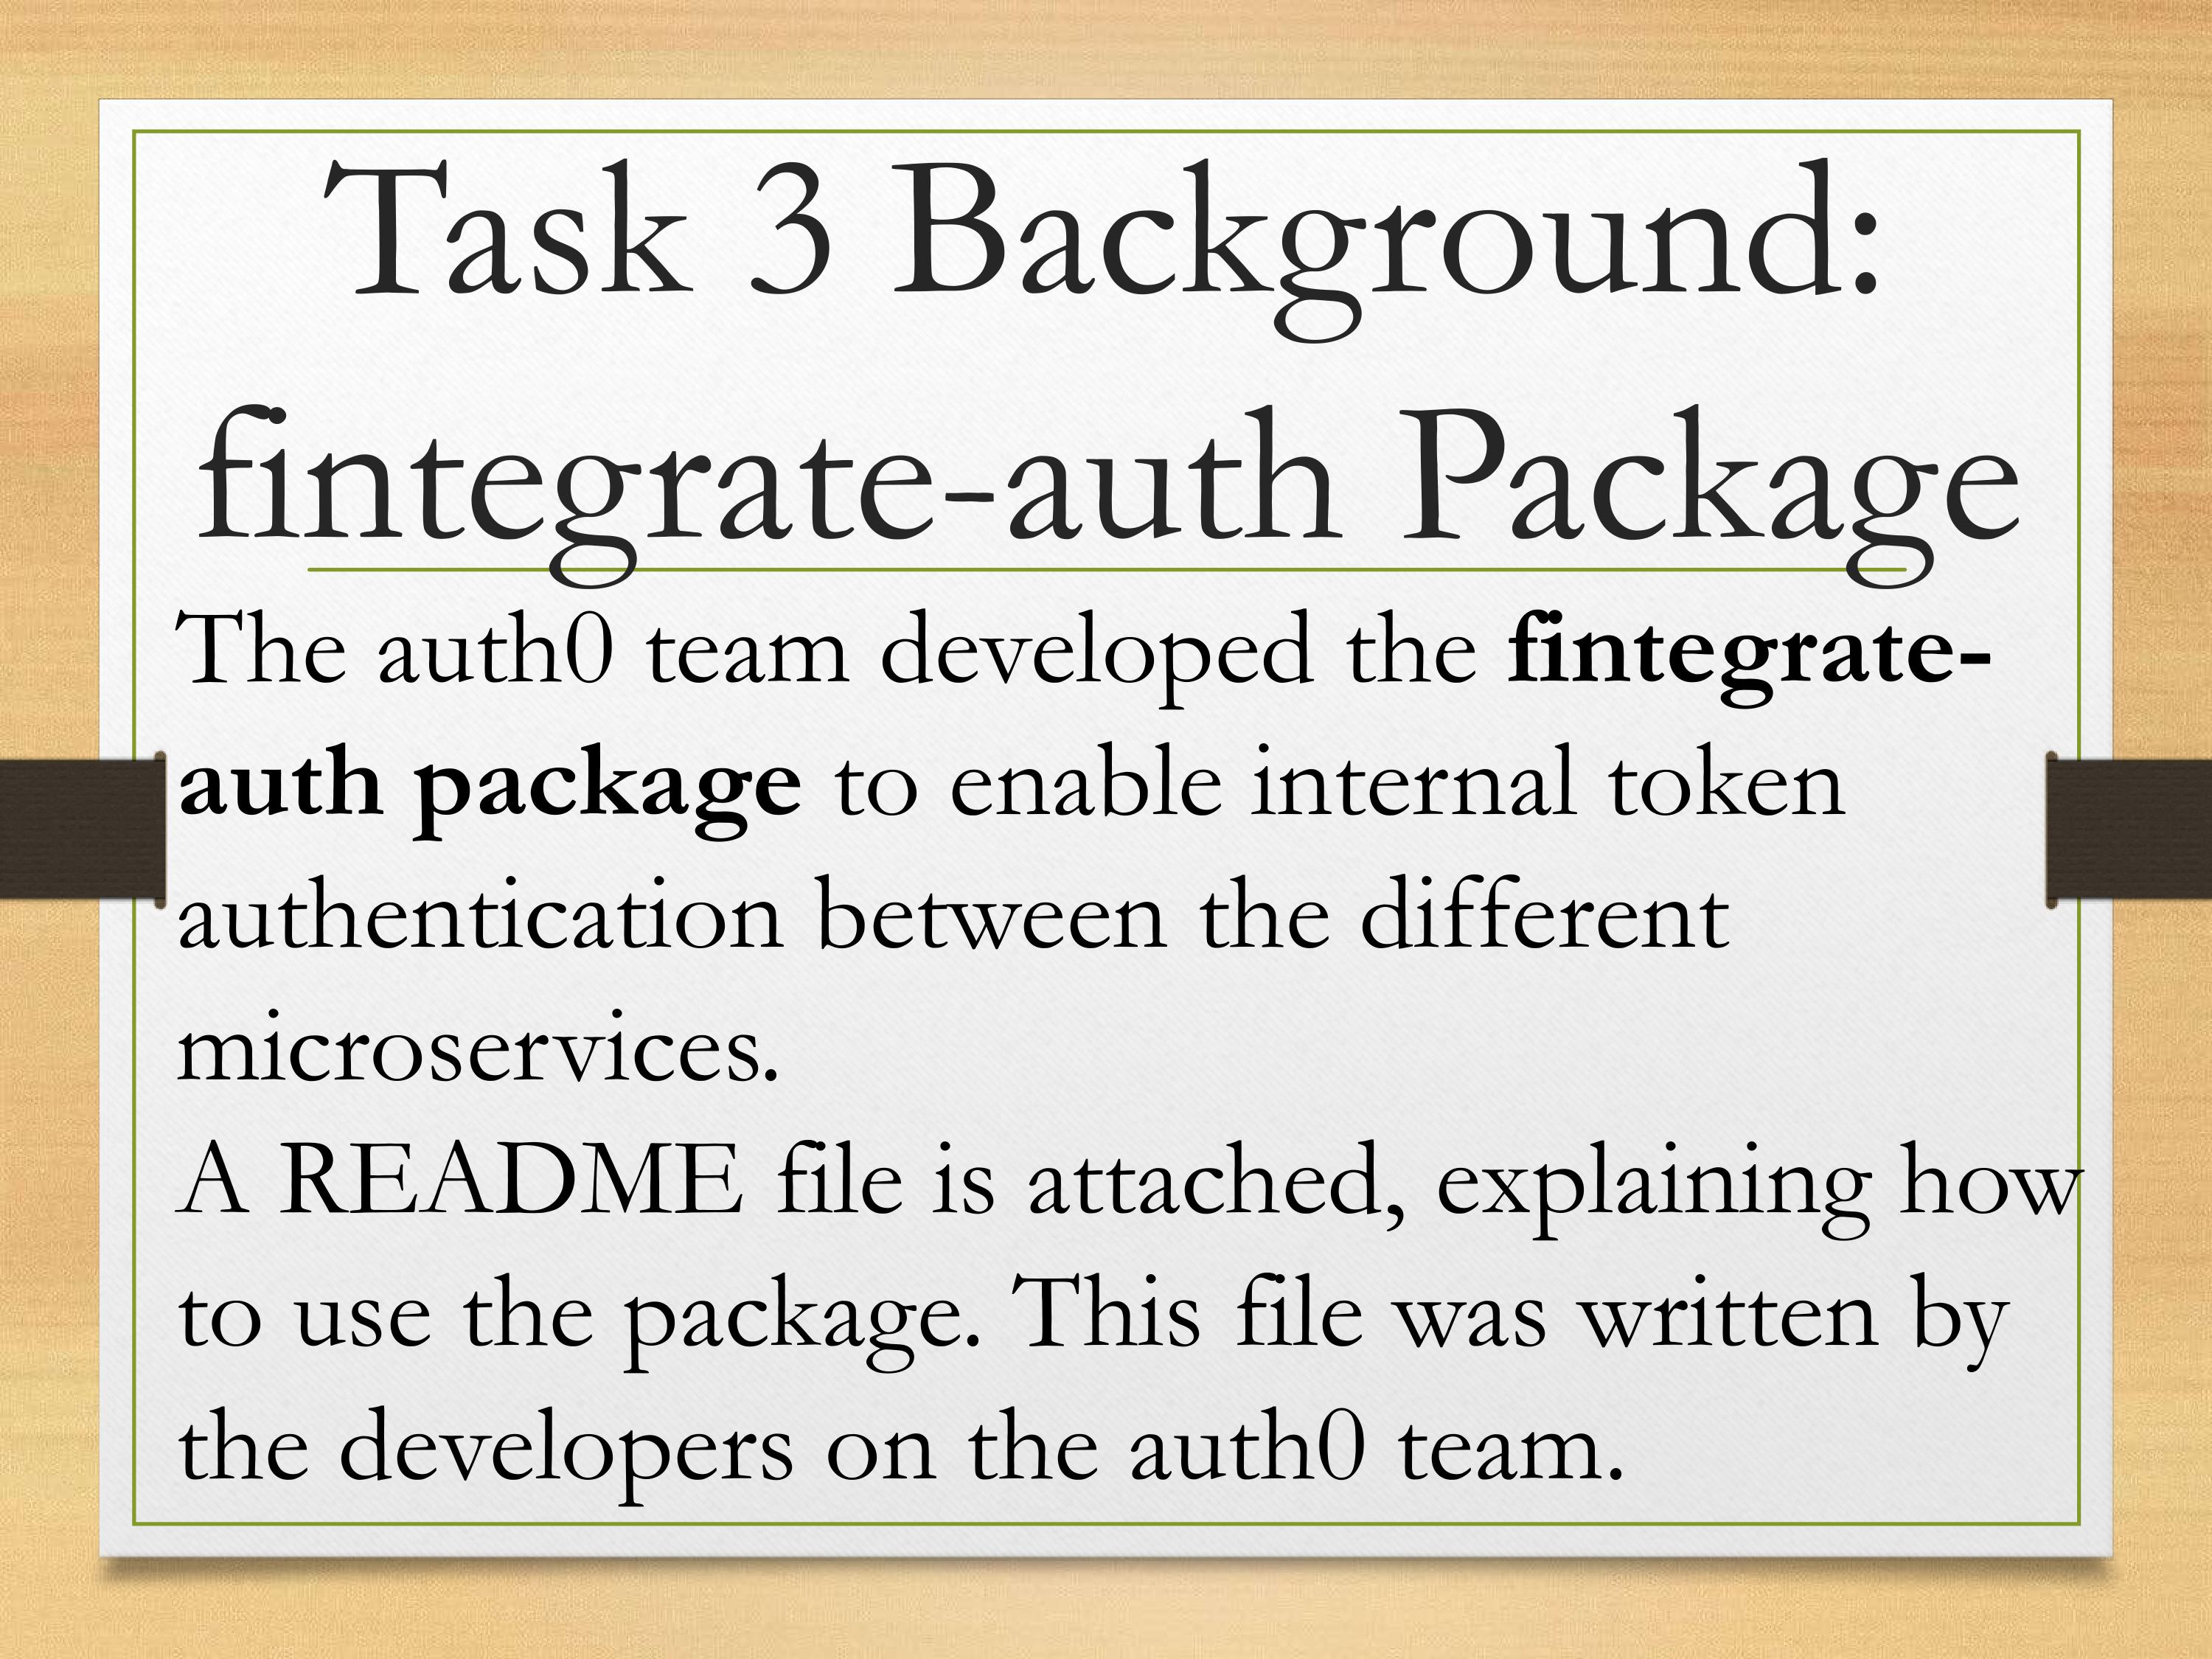 Task 3 Background:
fintegrate-auth Package
The auth0 team developed the fintegrate-
auth package to enable internal token
authentication between the different
microservices.
A README file is attached, explaining how
to use the package. This file was written by
the developers on the auth0 team.